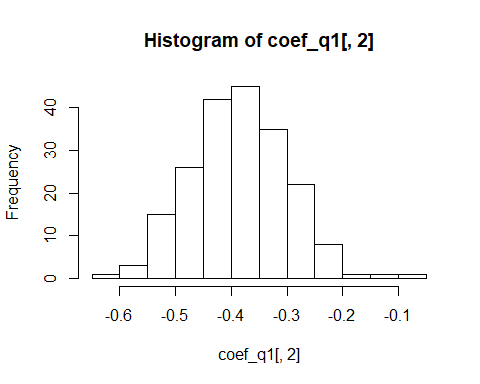 Histogram of coef_q1[, 2]
Frequency
40
30
20
10
0
-0.6 -0.5 -0.4 -0.3 -0.2 -0.1
coef_q1[, 2]